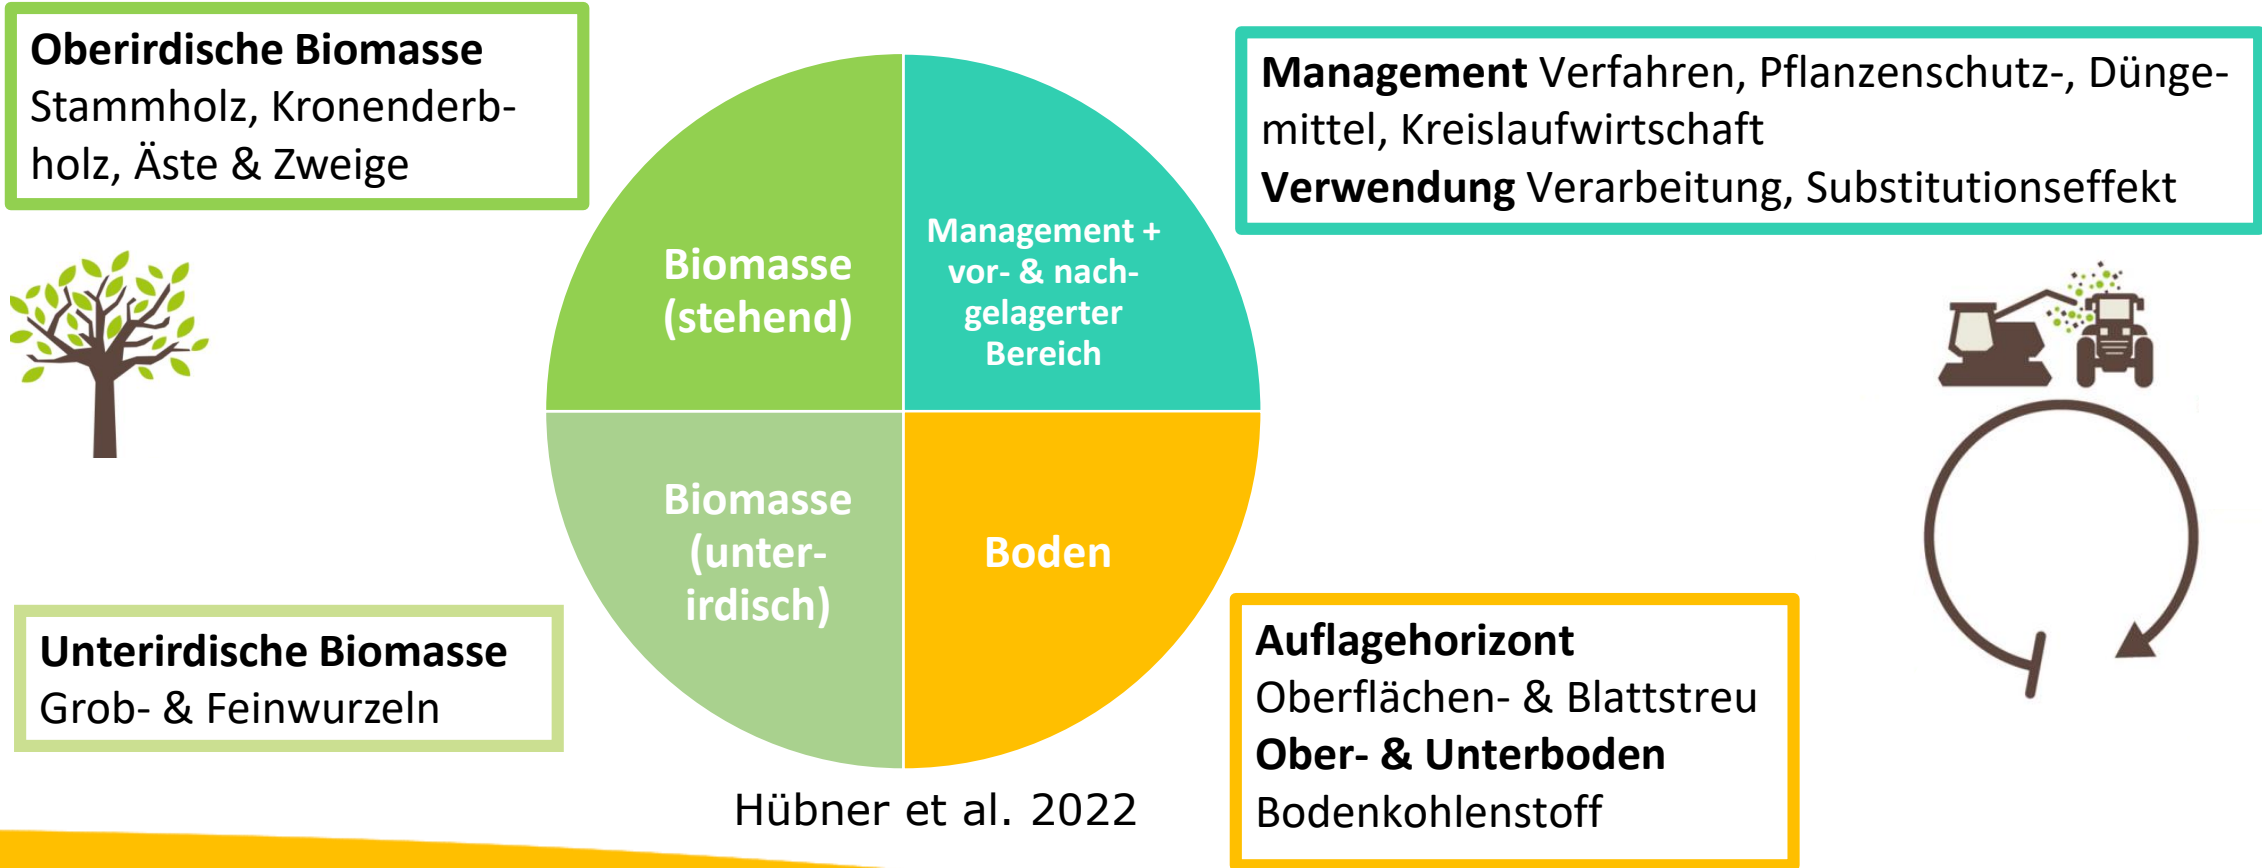 Oberirdische Biomasse
Stammholz, Kronenderb-
holz, Äste & Zweige
Management Verfahren, Pflanzenschutz-, Dünge-
mittel, Kreislaufwirtschaft
Verwendung Verarbeitung, Substitutionseffekt
Biomasse
(stehend)
Management +
vor- & nach-
gelagerter
Bereich
Biomasse
(unter-
irdisch)
Boden
Unterirdische Biomasse
Grob- & Feinwurzeln
Auflagehorizont
Oberflächen- & Blattstreu
Ober- & Unterboden
Bodenkohlenstoff
Hübner et al. 2022